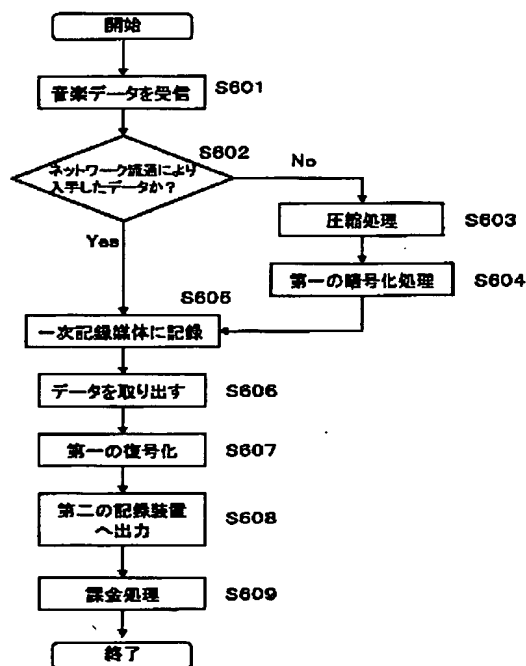 開始
音楽データを受信
S601
ネットワーク流通により
入手したデータか?
S602
No
Yes
圧縮処理
S603
第一の暗号化処理
S604
S605
一次記録媒体に記録
データを取り出す
S606
第一の復号化
S607
第二の記録装置
へ出力
S608
課金処理
S609
終了